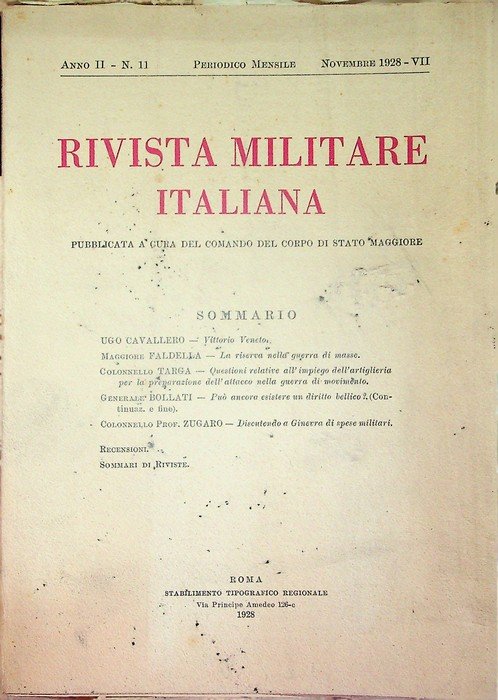 ANNO II - N. 11 PERIODICO MENSILE NOVEMBRE 1928 - VII
RIVISTA MILITARE
ITALIANA
PUBBLICATA A CURA DEL COMANDO DEL CORPO DI STATO MAGGIORE
SOMMARIO
UGO CAVALLERO — Vittorio Veneto.
MAGGIORE FALDELLA — La riserva nella guerra di masse.
COLONNELLO TARGA — Questioni relative all'impiego dell'artiglieria
per la preparazione dell'attacco nella guerra di movimento.
GENERALE BOLLATI — Può ancora esistere un diritto bellico?. (Con-
tinuaz. e fine).
COLONNELLO PROF. ZUGARO — Discutendo a Ginevra di spese militari.
RECENSIONI.
SOMMARI DI RIVISTE.
ROMA
STABILIMENTO TIPOGRAFICO REGIONALE
Via Principe Amedeo 126-c
1928